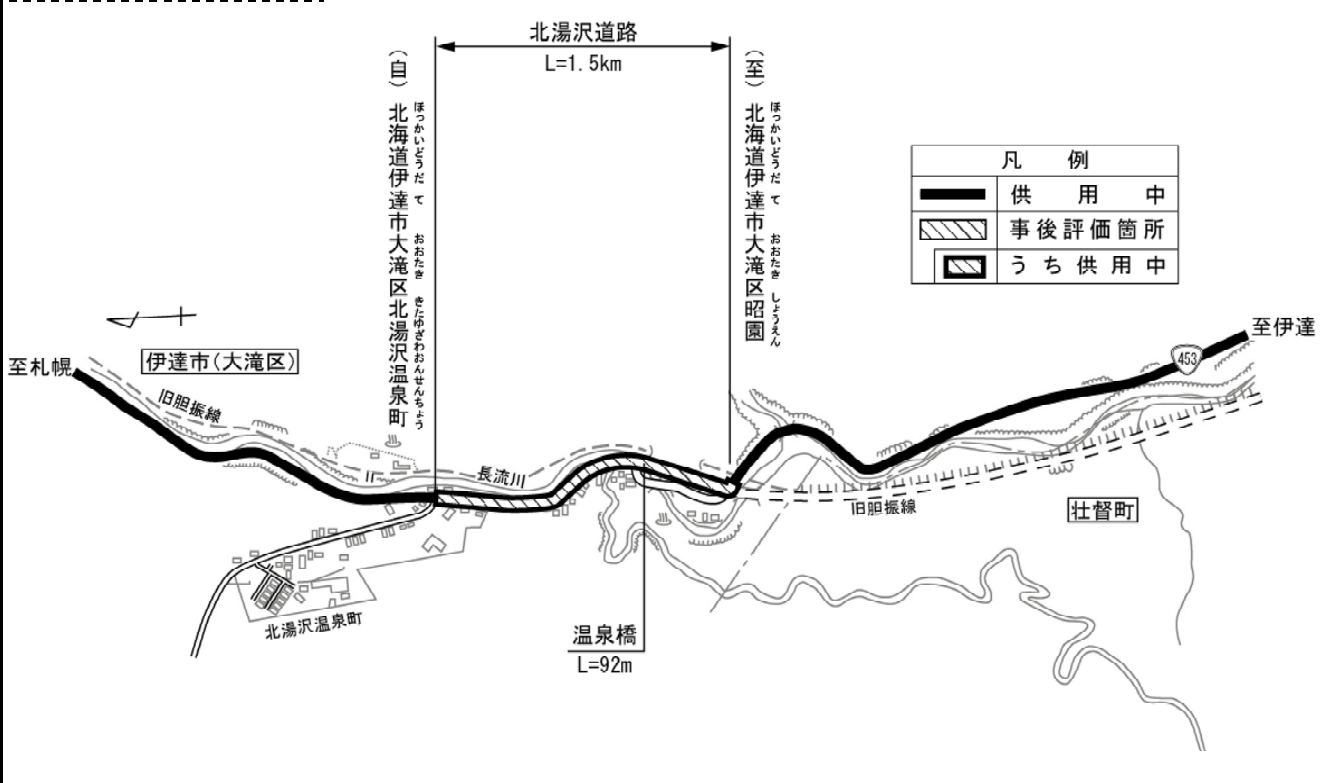 北湯沢道路
L=1.5km
(自)北海道伊達市大滝区北湯沢温泉町
ほっかいどうだて おおたき きたゆざわおんせんちょう
(至)北海道伊達市大滝区昭園
ほっかいどうだて おおたき しょうえん
凡 例
供 用 中
事後評価箇所
うち供用中
至札幌
伊達市(大滝区)
旧胆振線
長流川
至伊達
453
旧胆振線
壮督町
北湯沢温泉町
温泉橋
L=92m